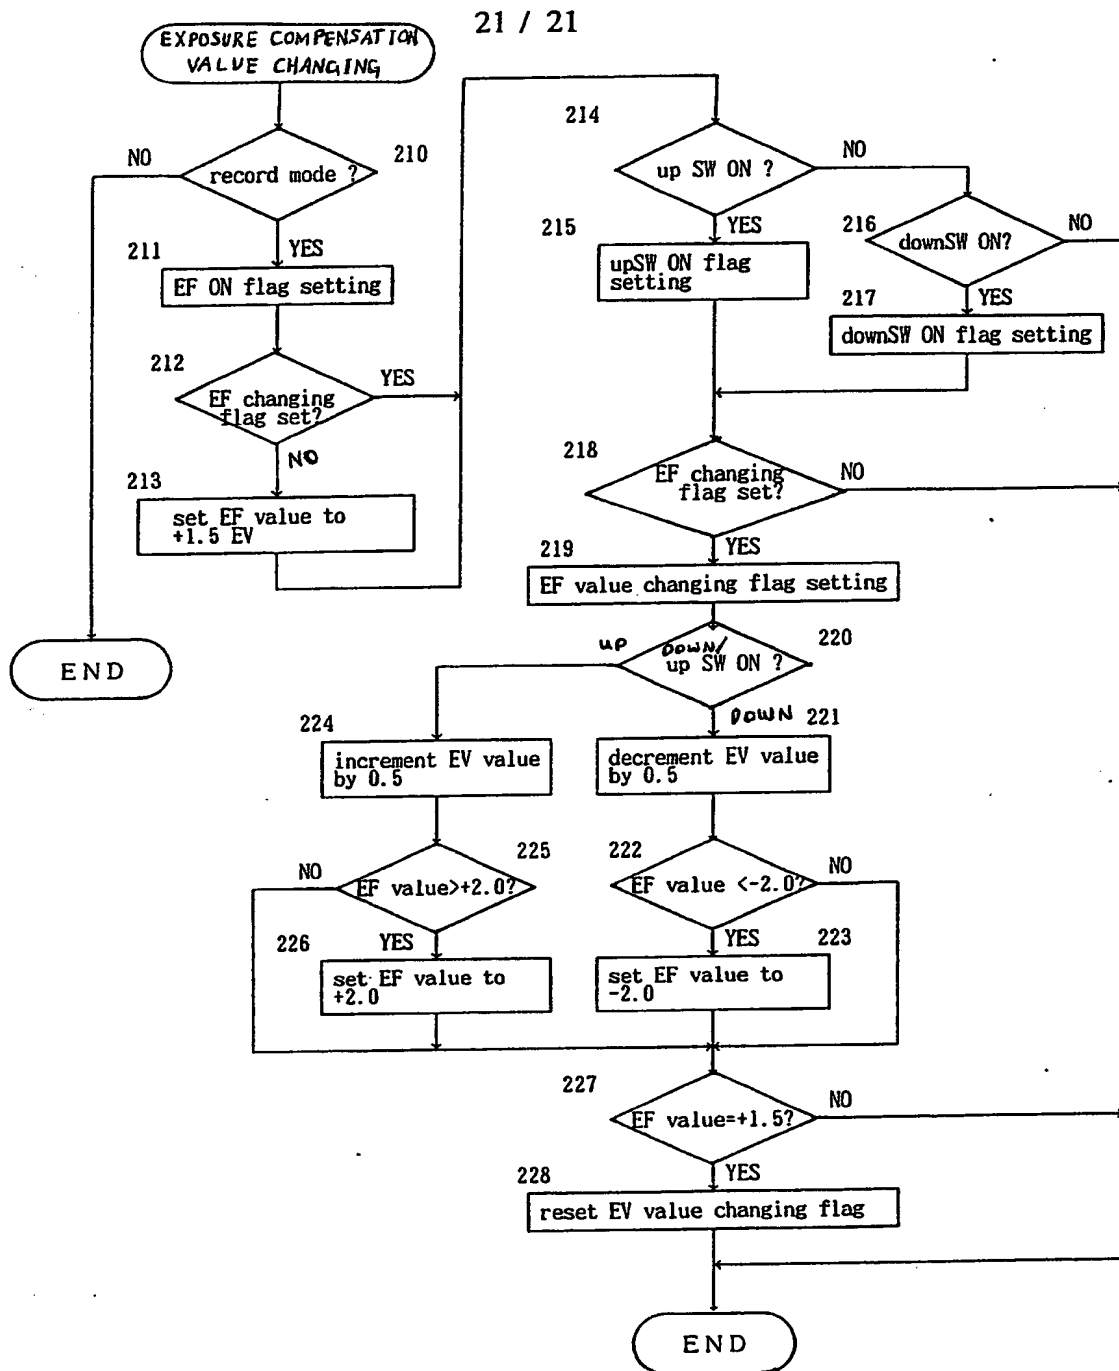 21 / 21
EXPOSURE COMPENSATION
VALUE CHANGING
NO
record mode ?
210
YES
211
EF ON flag setting
212
EF changing
flag set?
YES
NO
213
set EF value to
+1.5 EV
END
214
up SW ON ?
NO
YES
215
upSW ON flag
setting
216
downSW ON?
NO
YES
217
downSW ON flag setting
218
EF changing
flag set?
NO
YES
219
EF value changing flag setting
220
up
DOWN/
up SW ON ?
DOWN
221
decrement EV value
by 0.5
224
increment EV value
by 0.5
225
NO
EF value>+2.0?
YES
226
set EF value to
+2.0
222
EF value <-2.0?
NO
YES
223
set EF value to
-2.0
227
EF value=+1.5?
NO
YES
228
reset EV value changing flag
END